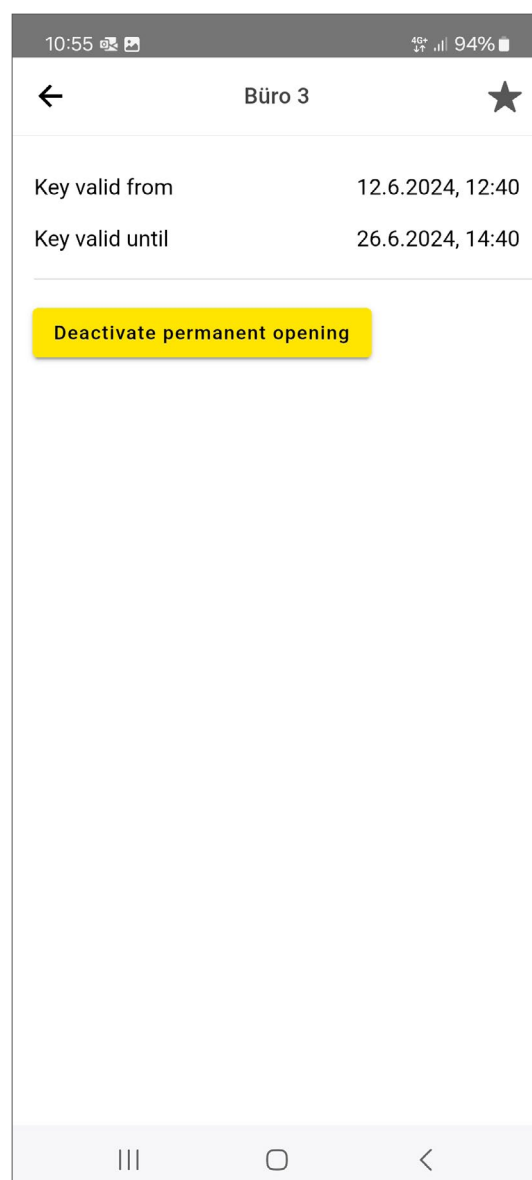 10:55 4G+ 94%
Büro 3
Key valid from 12.6.2024, 12:40
Key valid until 26.6.2024, 14:40
Deactivate permanent opening